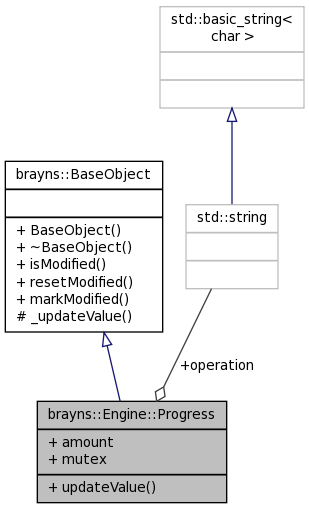 std::basic_string<
char >
brayns::BaseObject
+ BaseObject()
+ ~BaseObject()
+ isModified()
+ resetModified()
+ markModified()
# _updateValue()
std::string
+operation
brayns::Engine::Progress
+ amount
+ mutex
+ updateValue()